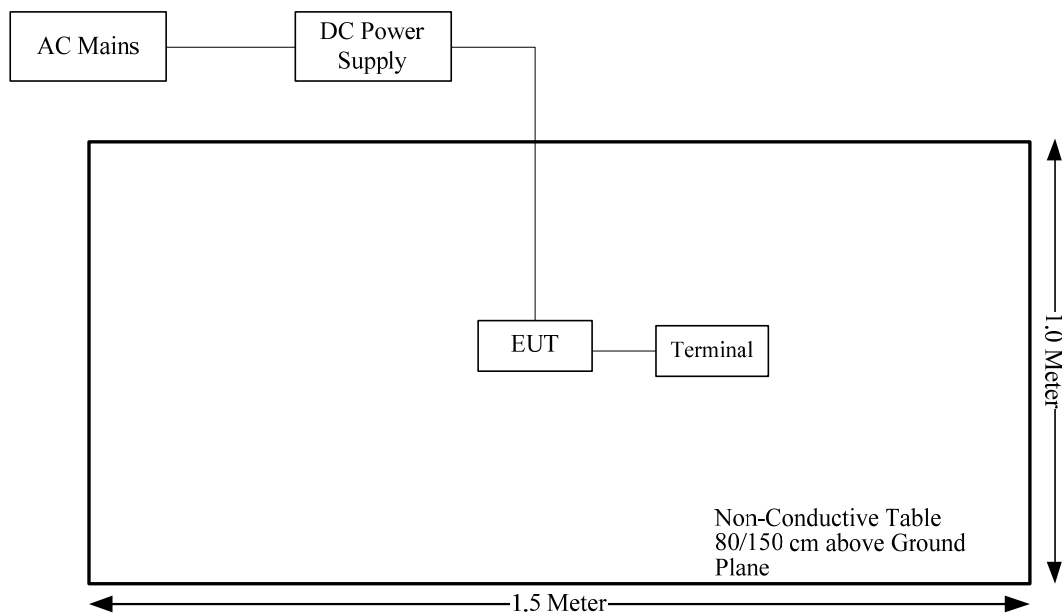 AC Mains
DC Power
Supply
EUT
Terminal
1.0 Meter
Non-Conductive Table
80/150 cm above Ground
Plane
1.5 Meter